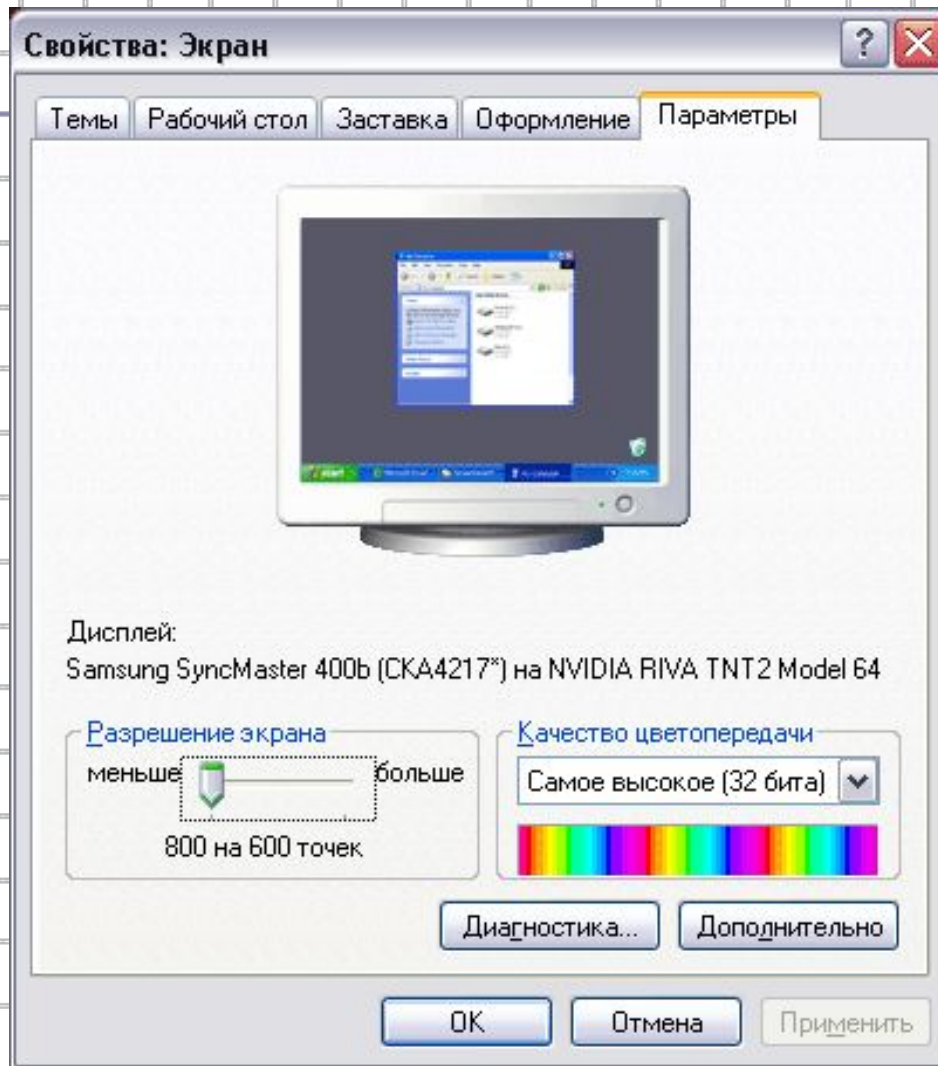 Свойства: Экран
Темы Рабочий стол Заставка Оформление Параметры
start
Дисплей:
Samsung SyncMaster 400b (CKA4217*) на NVIDIA RIVA TNT2 Model 64
Разрешение экрана
меньше больше
800 на 600 точек
Качество цветопередачи
Самое высокое (32 бита)
Диагностика... Дополнительно
OK Отмена Применить